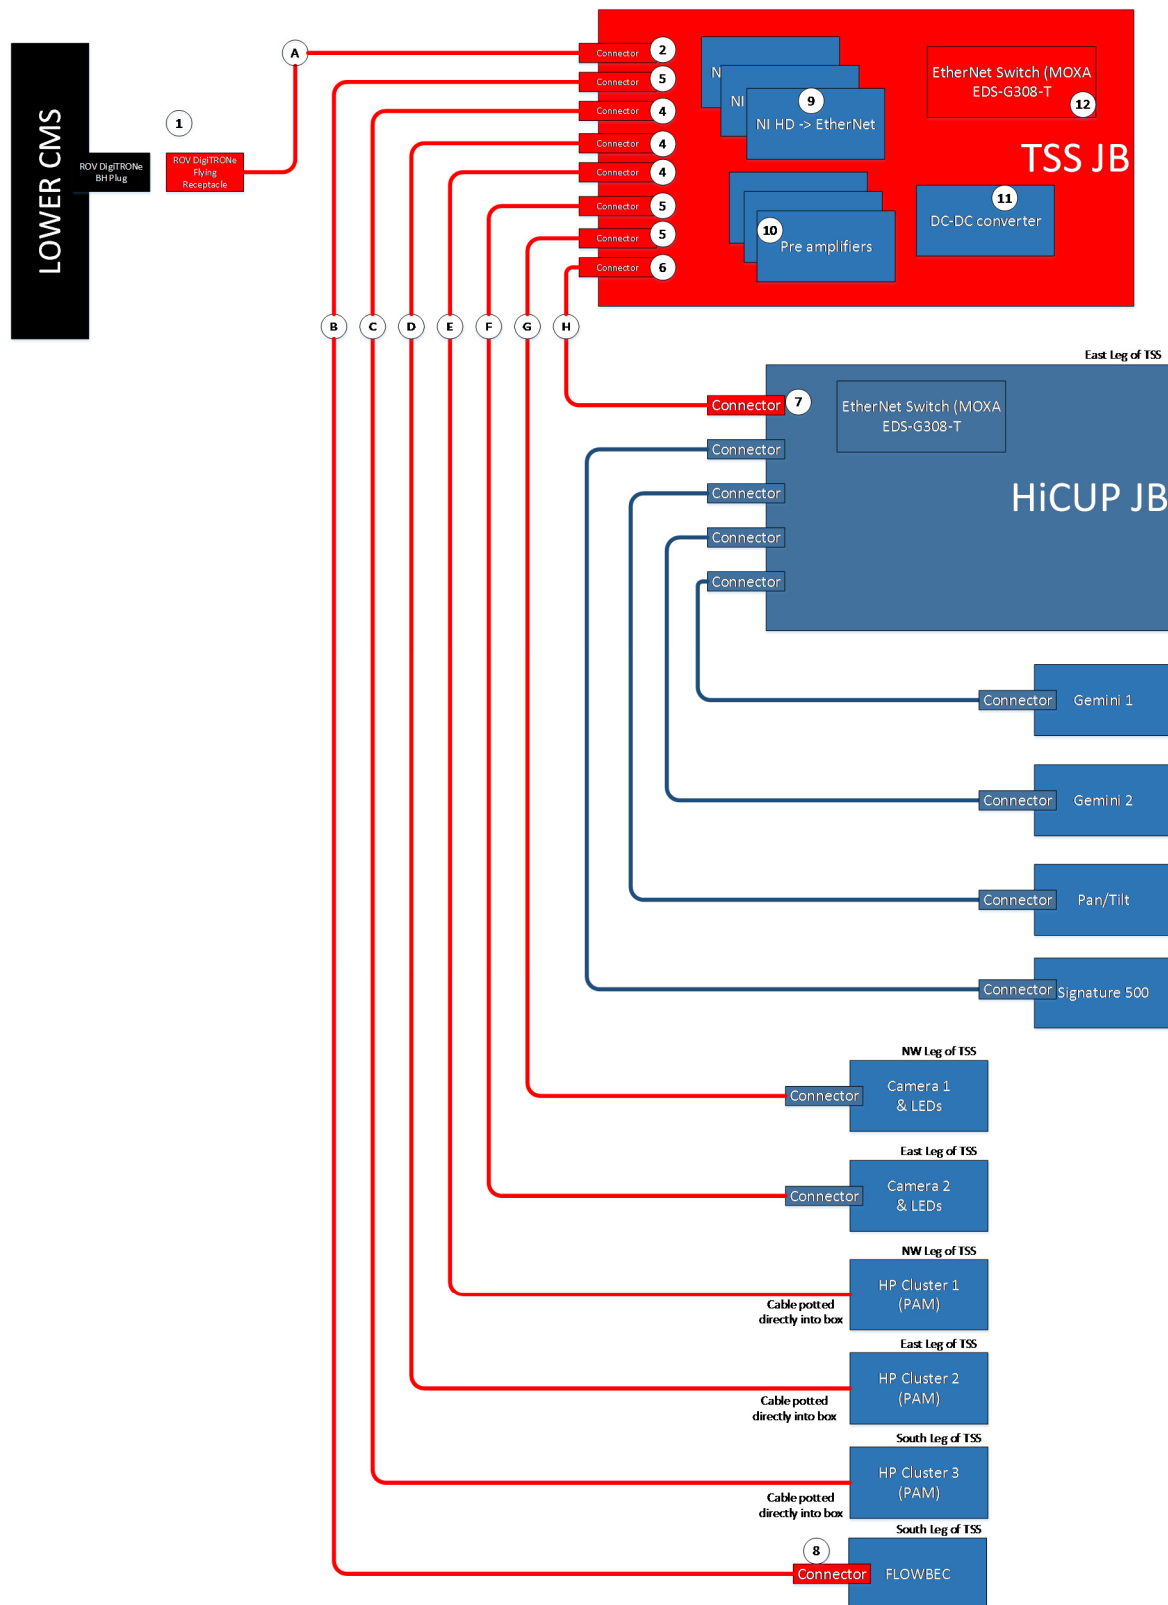 LOWER CMS
ROV DigiTRONe
BH Plug
1
ROV DigiTRONe
Flying
Receptacle
A
Connector 2
Connector 5
Connector 4
Connector 4
Connector 4
Connector 5
Connector 5
Connector 6
N
NI
9
NI HD -> EtherNet
EtherNet Switch (MOXA
EDS-G308-T
12
TSS JB
10
Pre amplifiers
11
DC-DC converter
B C D E F G H
East Leg of TSS
Connector 7
EtherNet Switch (MOXA
EDS-G308-T
Connector
Connector
HiCUP JB
Connector
Connector
Connector Gemini 1
Connector Gemini 2
Connector Pan/Tilt
Connector Signature 500
NW Leg of TSS
Connector
Camera 1
& LEDs
East Leg of TSS
Connector
Camera 2
& LEDs
NW Leg of TSS
HP Cluster 1
(PAM)
Cable potted
directly into box
East Leg of TSS
HP Cluster 2
(PAM)
Cable potted
directly into box
South Leg of TSS
HP Cluster 3
(PAM)
Cable potted
directly into box
South Leg of TSS
8
Connector FLOWBEC